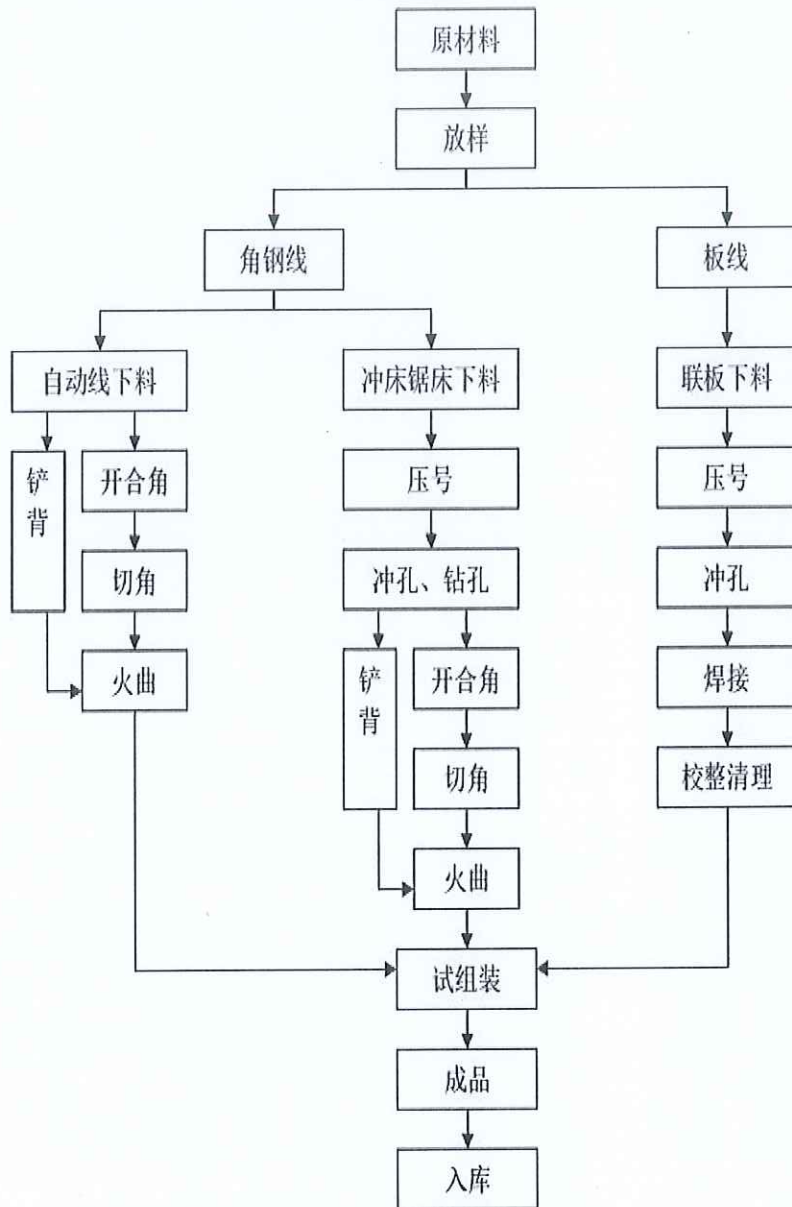 原材料
放样
角钢线
板线
自动线下料
冲床锯床下料
联板下料
铲背
开合角
压号
压号
切角
冲孔、钻孔
冲孔
火曲
铲背
开合角
焊接
切角
校整清理
火曲
试组装
成品
入库